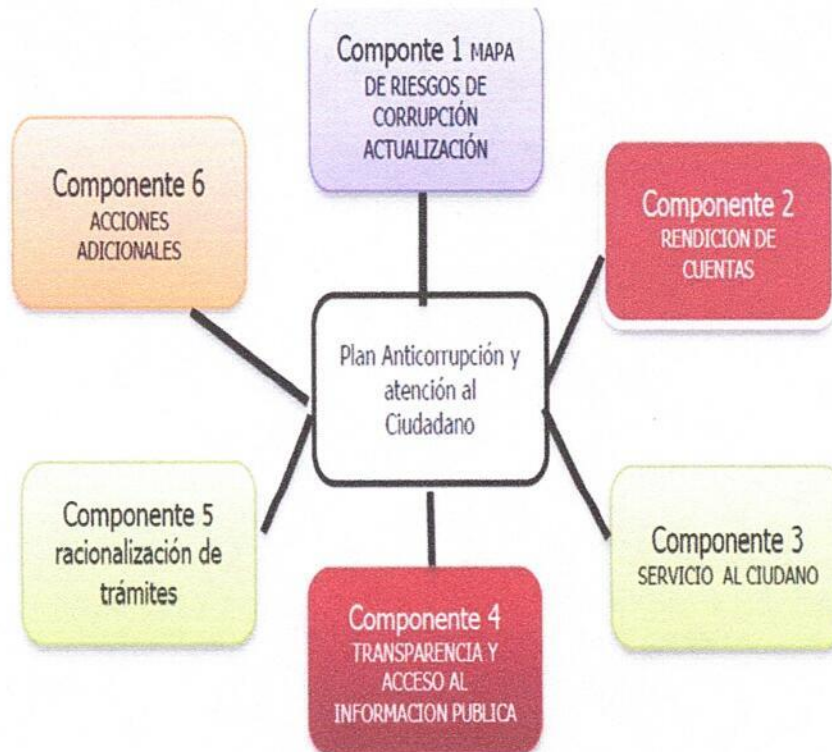 Componte 1 MAPA
DE RIESGOS DE
CORRUPCIÓN
ACTUALIZACIÓN
Componente 2
RENDICION DE
CUENTAS
Componente 3
SERVICIO AL CIUDANO
Componente 4
TRANSPARENCIA Y
ACCESO AL
INFORMACION PUBLICA
Componente 5
racionalización de
trámites
Componente 6
ACCIONES
ADICIONALES
Plan Anticorrupción y
atención al
Ciudadano